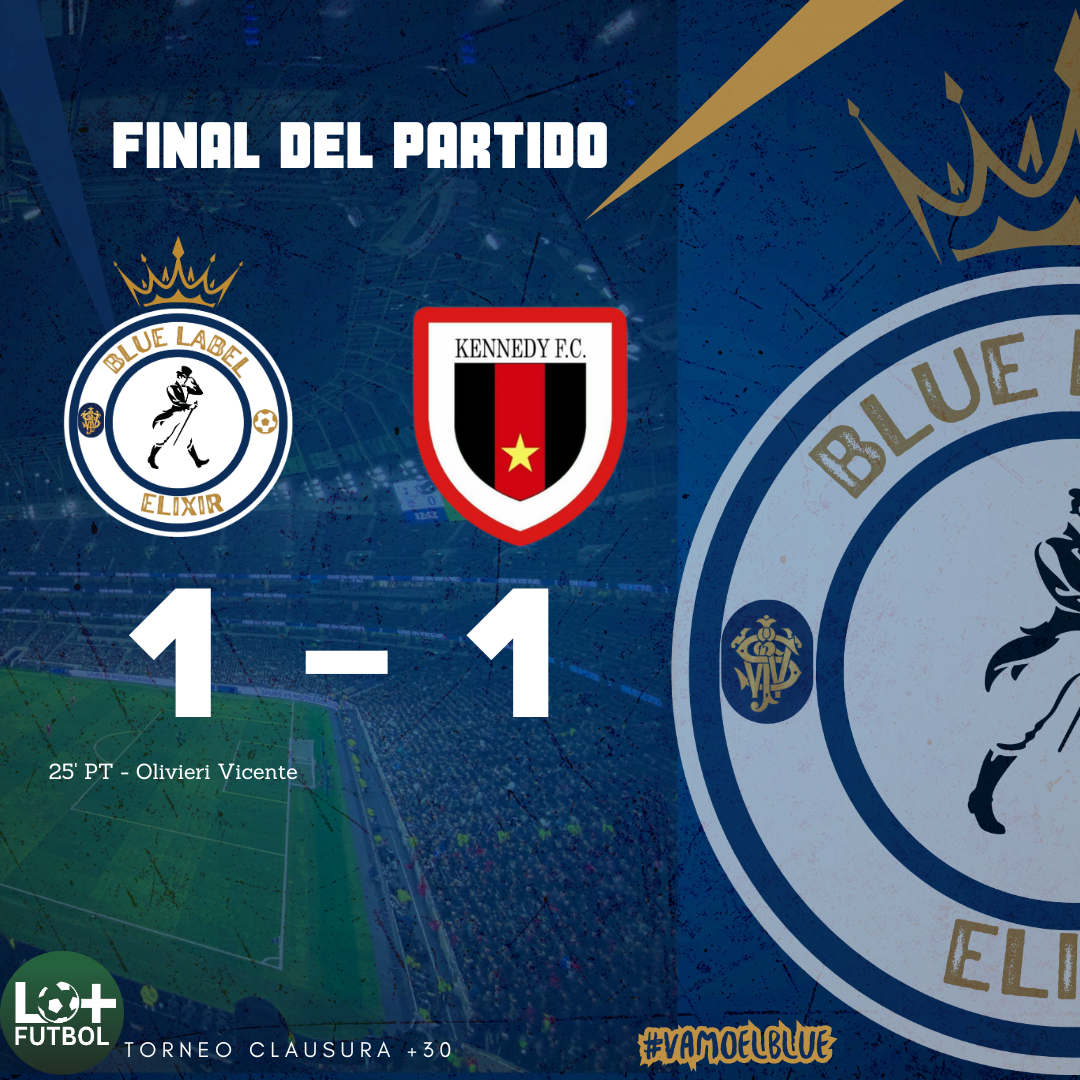 FINAL DEL PARTIDO
BLUE LABEL
ELIXIR
KENNEDY F.C.
1 - 1
25' PT - Olivieri Vicente
BLUE
ELI
LO+
FUTBOL
TORNEO CLAUSURA +30
#VAMOELBLUE